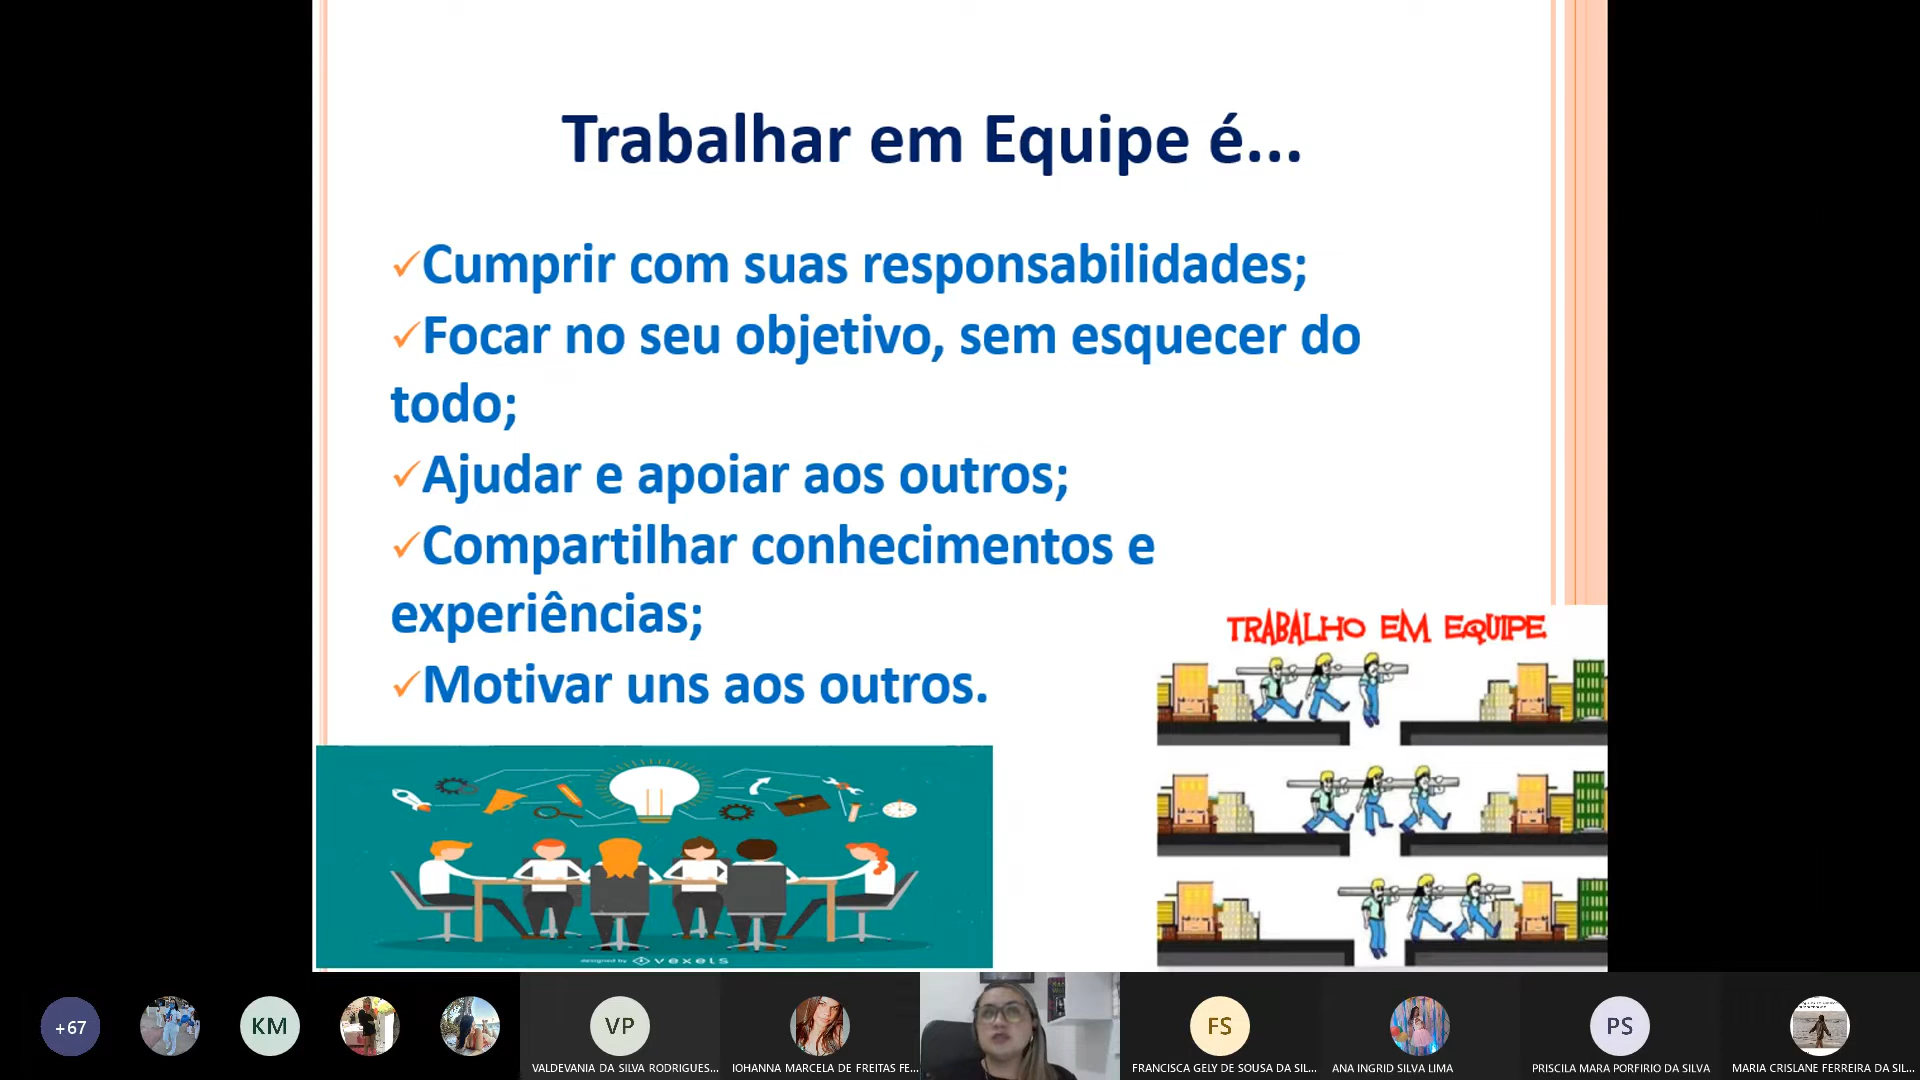 Trabalhar em Equipe é...
✓Cumprir com suas responsabilidades;
✓Focar no seu objetivo, sem esquecer do
todo;
✓Ajudar e apoiar aos outros;
✓Compartilhar conhecimentos e
experiências;
✓Motivar uns aos outros.
TRABALHO EM EQUIPE
designed by vexels
+67
KM
VP
FS
PS
VALDEVANIA DA SILVA RODRIGUES...
IOHANNA MARCELA DE FREITAS FE...
FRANCISCA GELY DE SOUSA DA SIL...
ANA INGRID SILVA LIMA
PRISCILA MARA PORFIRIO DA SILVA
MARIA CRISLANE FERREIRA DA SIL...